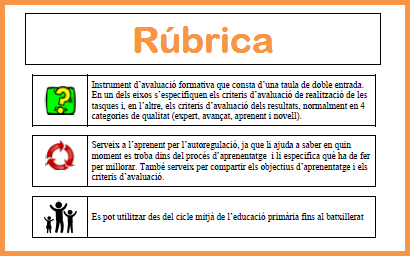 Rúbrica
Instrument d’avaluació formativa que consta d’una taula de doble entrada.
En un dels eixos s’especifiquen els criteris d’avaluació de realització de les
tasques i, en l’altre, els criteris d’avaluació dels resultats, normalment en 4
categories de qualitat (expert, avançat, aprenent i novell).
Serveix a l’aprenent per l’autoregulació, ja que li ajuda a saber en quin
moment es troba dins del procés d’aprenentatge i li especifica què ha de fer
per millorar. També serveix per compartir els objectius d’aprenentatge i els
criteris d’avaluació.
Es pot utilitzar des del cicle mitjà de l’educació primària fins al batxillerat